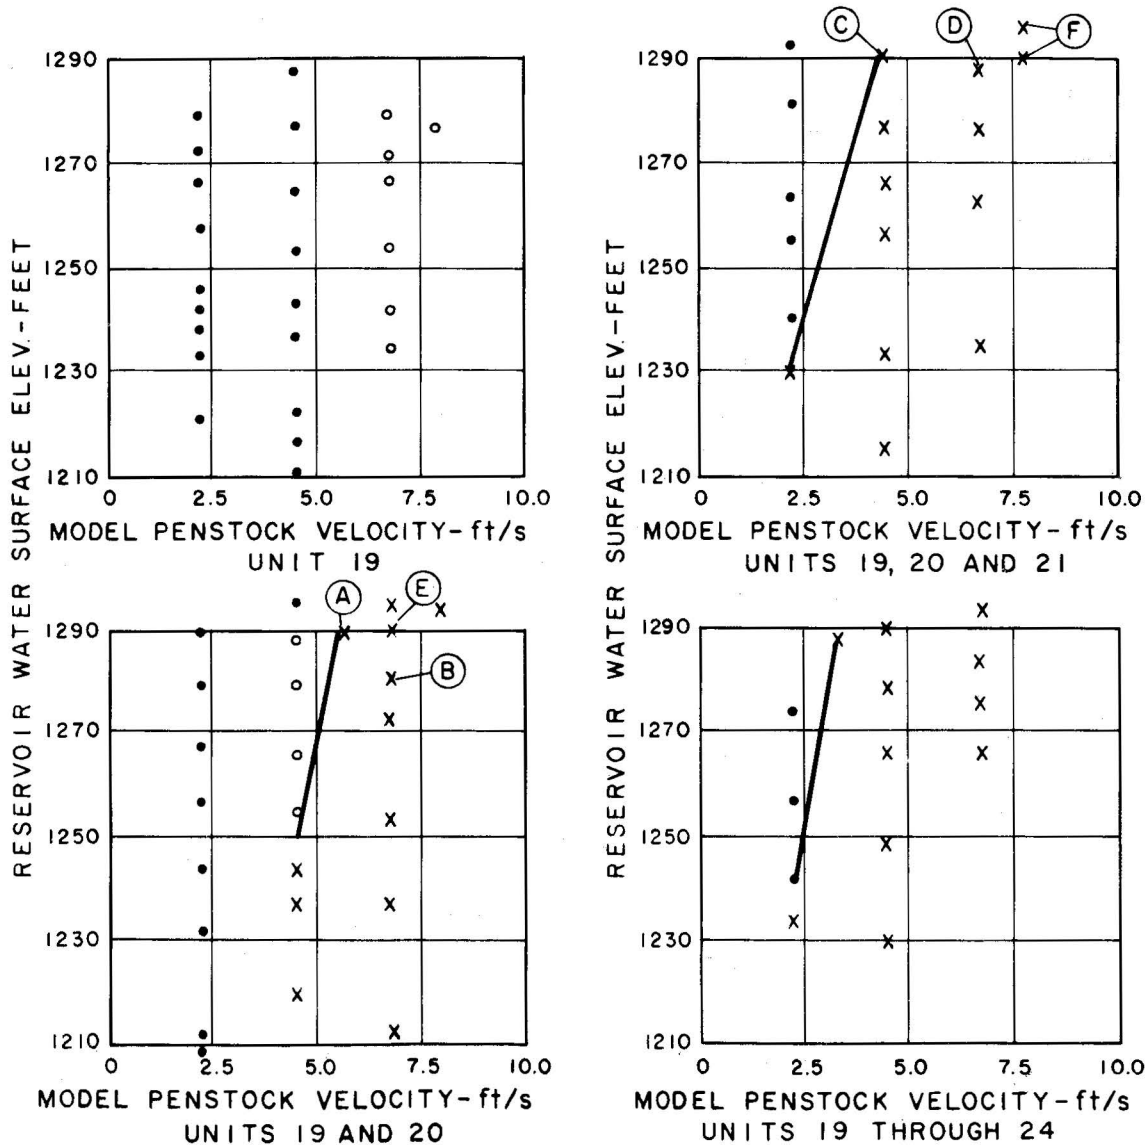 RESERVOIR WATER SURFACE ELEV.-FEET
1290
1270
1250
1230
1210
0 2.5 5.0 7.5 10.0
MODEL PENSTOCK VELOCITY-ft/s
UNIT 19
RESERVOIR WATER SURFACE ELEV.-FEET
C D F
1290
1270
1250
1230
1210
0 2.5 5.0 7.5 10.0
MODEL PENSTOCK VELOCITY-ft/s
UNITS 19, 20 AND 21
A E
B
1290
1270
1250
1230
1210
0 2.5 5.0 7.5 10.0
MODEL PENSTOCK VELOCITY-ft/s
UNITS 19 AND 20
1290
1270
1250
1230
1210
0 2.5 5.0 7.5 10.0
MODEL PENSTOCK VELOCITY-ft/s
UNITS 19 THROUGH 24